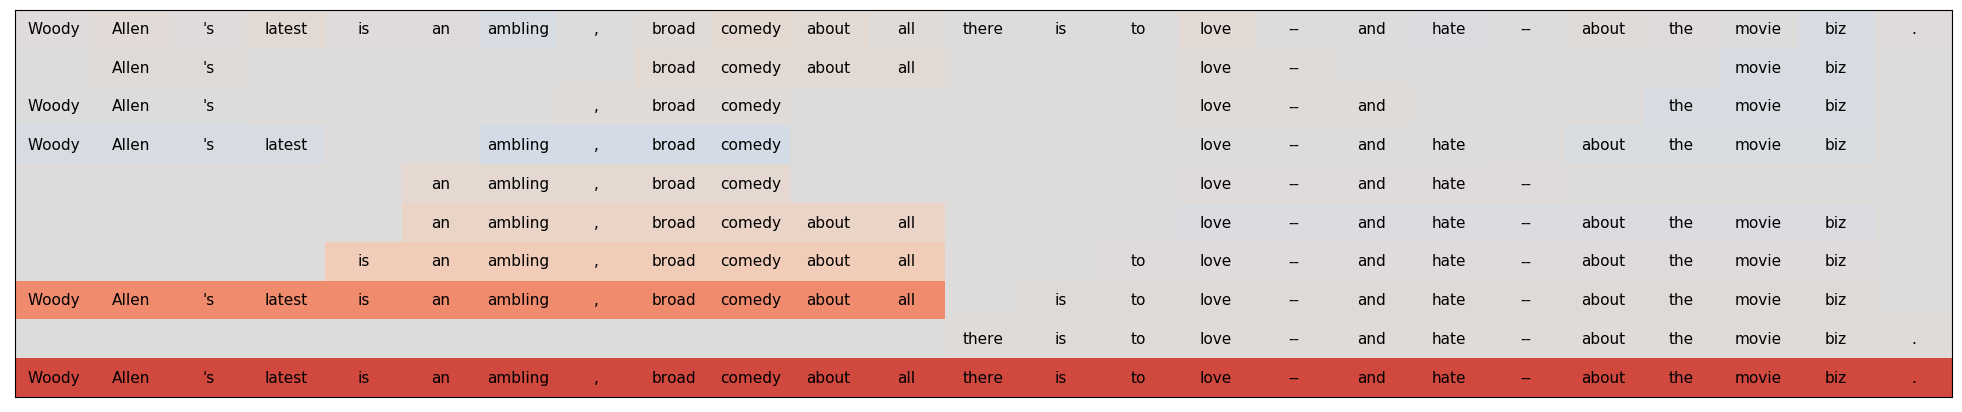 Woody Allen 's latest is an ambling , broad comedy about all there is to love -- and hate -- about the movie biz .
Allen 's broad comedy about all love -- movie biz
Woody Allen 's , broad comedy love -- and the movie biz
Woody Allen 's latest ambling , broad comedy love -- and hate about the movie biz
an ambling , broad comedy love -- and hate --
an ambling , broad comedy about all love -- and hate -- about the movie biz
is an ambling , broad comedy about all to love -- and hate -- about the movie biz
Woody Allen 's latest is an ambling , broad comedy about all is to love -- and hate -- about the movie biz
there is to love -- and hate -- about the movie biz .
Woody Allen 's latest is an ambling , broad comedy about all there is to love -- and hate -- about the movie biz .